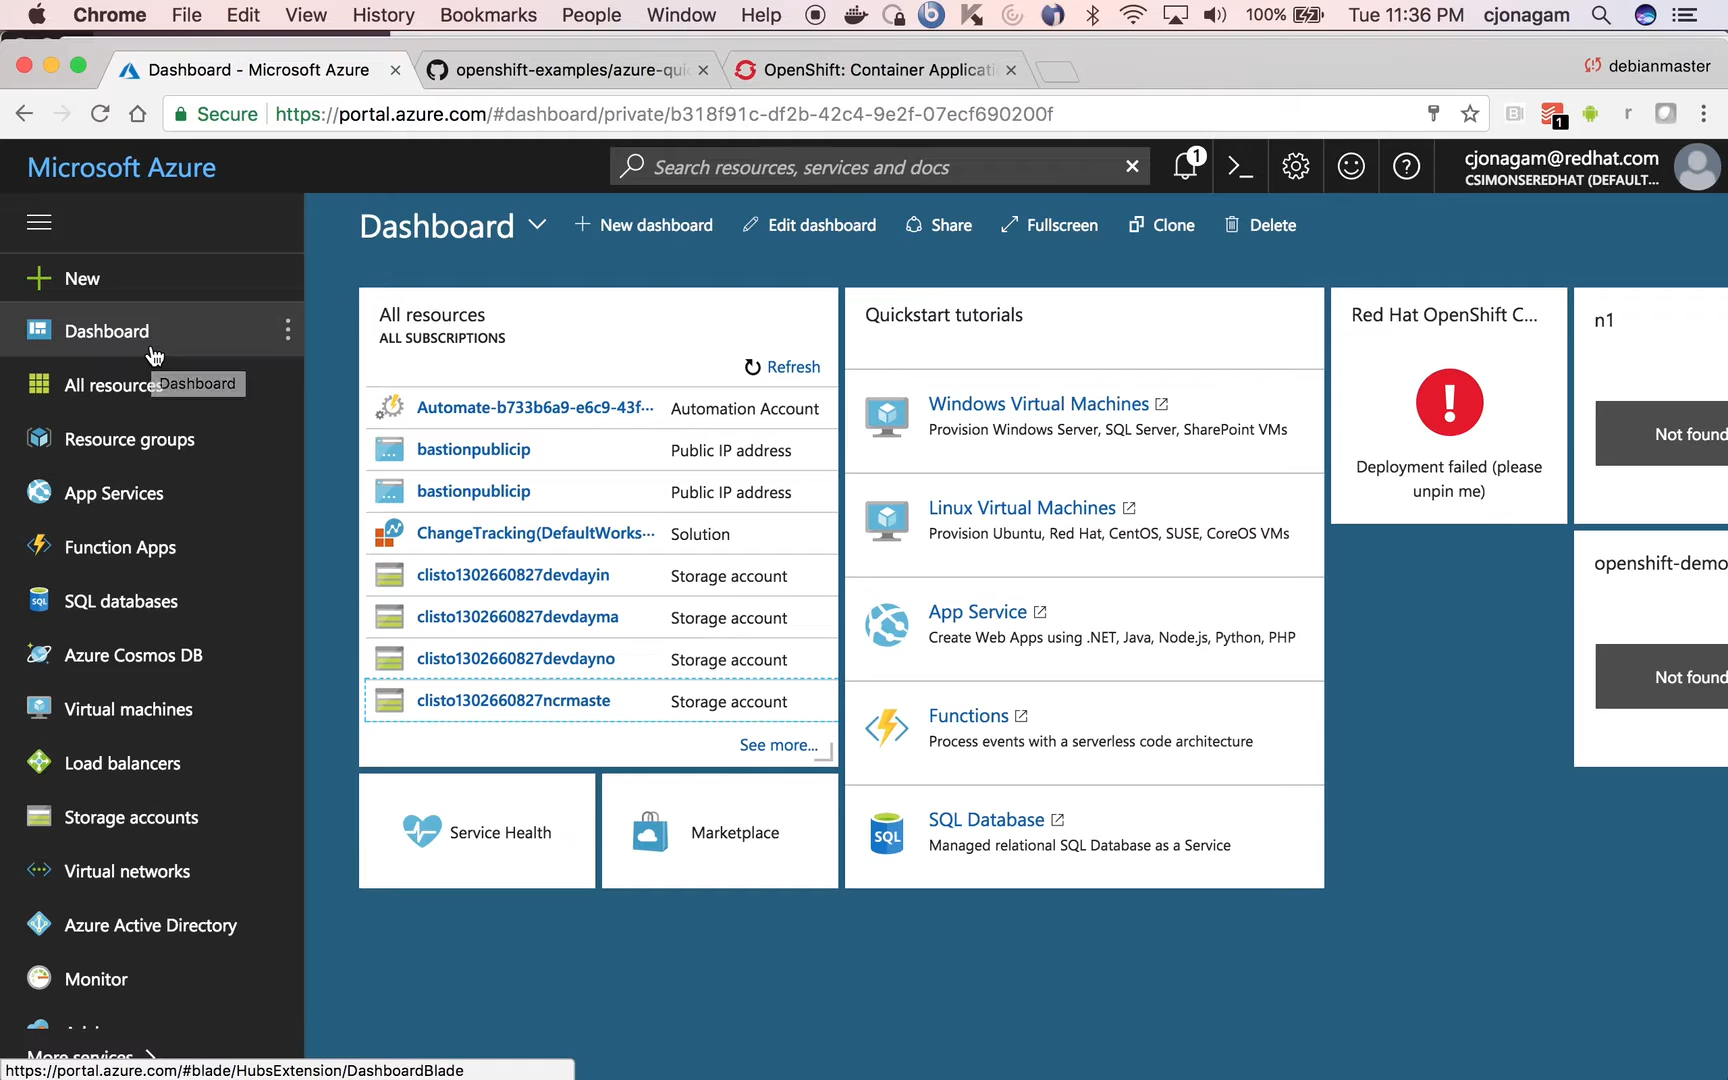 Chrome File Edit View History Bookmarks People Window Help 100% Tue 11:36 PM cjonagam
Dashboard - Microsoft Azure
openshift-examples/azure-qui
OpenShift: Container Applicati
debianmaster
Secure https://portal.azure.com/#dashboard/private/b318f91c-df2b-42c4-9e2f-07ecf690200f
1
Microsoft Azure
Search resources, services and docs
1
cjonagam@redhat.com
CSIMONSEREDHAT (DEFAULT...
New
Dashboard
Dashboard
All resources
Resource groups
App Services
Function Apps
SQL databases
Azure Cosmos DB
Virtual machines
Load balancers
Storage accounts
Virtual networks
Azure Active Directory
Monitor
More services
Dashboard
New dashboard
Edit dashboard
Share
Fullscreen
Clone
Delete
All resources
ALL SUBSCRIPTIONS
Refresh
Automate-b733b6a9-e6c9-43f... Automation Account
bastionpublicip Public IP address
bastionpublicip Public IP address
ChangeTracking(DefaultWorks... Solution
clisto1302660827devdayin Storage account
clisto1302660827devdayma Storage account
clisto1302660827devdayno Storage account
clisto1302660827ncrmaste Storage account
See more...
Service Health
Marketplace
Quickstart tutorials
Windows Virtual Machines
Provision Windows Server, SQL Server, SharePoint VMs
Linux Virtual Machines
Provision Ubuntu, Red Hat, CentOS, SUSE, CoreOS VMs
App Service
Create Web Apps using .NET, Java, Node.js, Python, PHP
Functions
Process events with a serverless code architecture
SQL
SQL Database
Managed relational SQL Database as a Service
Red Hat OpenShift C...
Deployment failed (please
unpin me)
n1
Not found
openshift-demo
Not found
https://portal.azure.com/#blade/HubsExtension/DashboardBlade